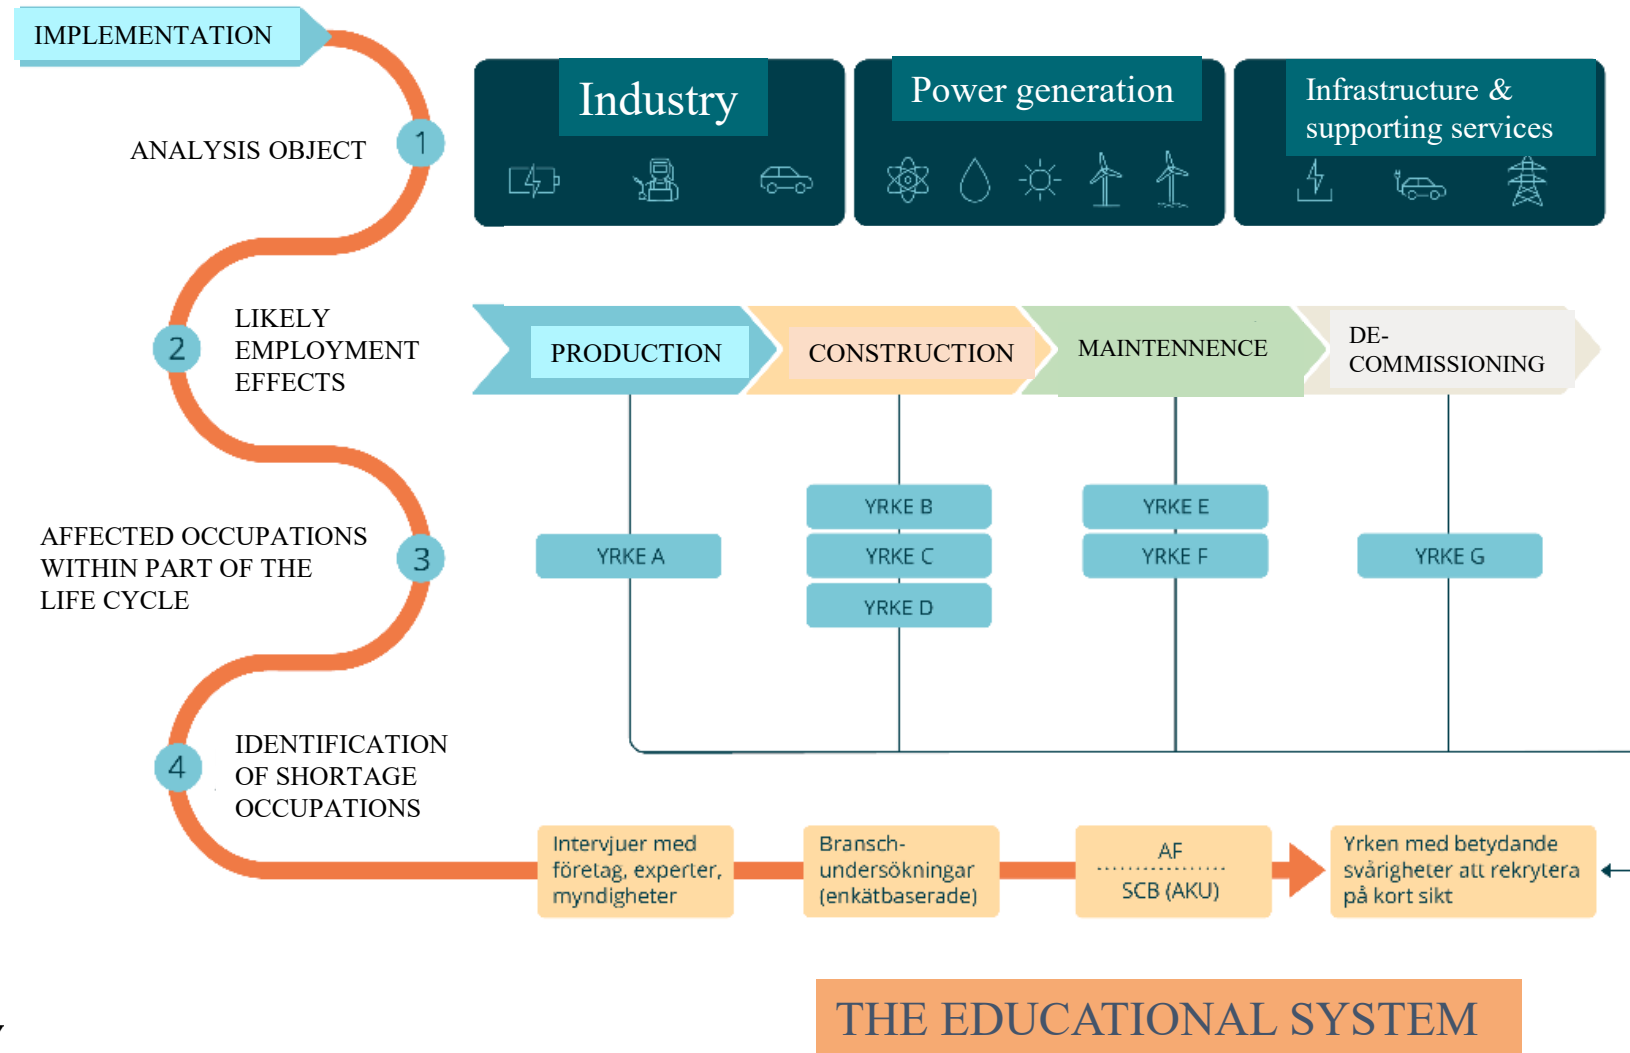 IMPLEMENTATION
Industry
Power generation
Infrastructure &
supporting services
1
ANALYSIS OBJECT
2
LIKELY
EMPLOYMENT
EFFECTS
PRODUCTION
CONSTRUCTION
MAINTENNENCE
DE-
COMMISSIONING
3
AFFECTED OCCUPATIONS
WITHIN PART OF THE
LIFE CYCLE
YRKE A
YRKE B
YRKE C
YRKE D
YRKE E
YRKE F
YRKE G
4
IDENTIFICATION
OF SHORTAGE
OCCUPATIONS
Intervjuer med
företag, experter,
myndigheter
Bransch-
undersökningar
(enkätbaserade)
AF
SCB (AKU)
Yrken med betydande
svårigheter att rekrytera
på kort sikt
THE EDUCATIONAL SYSTEM